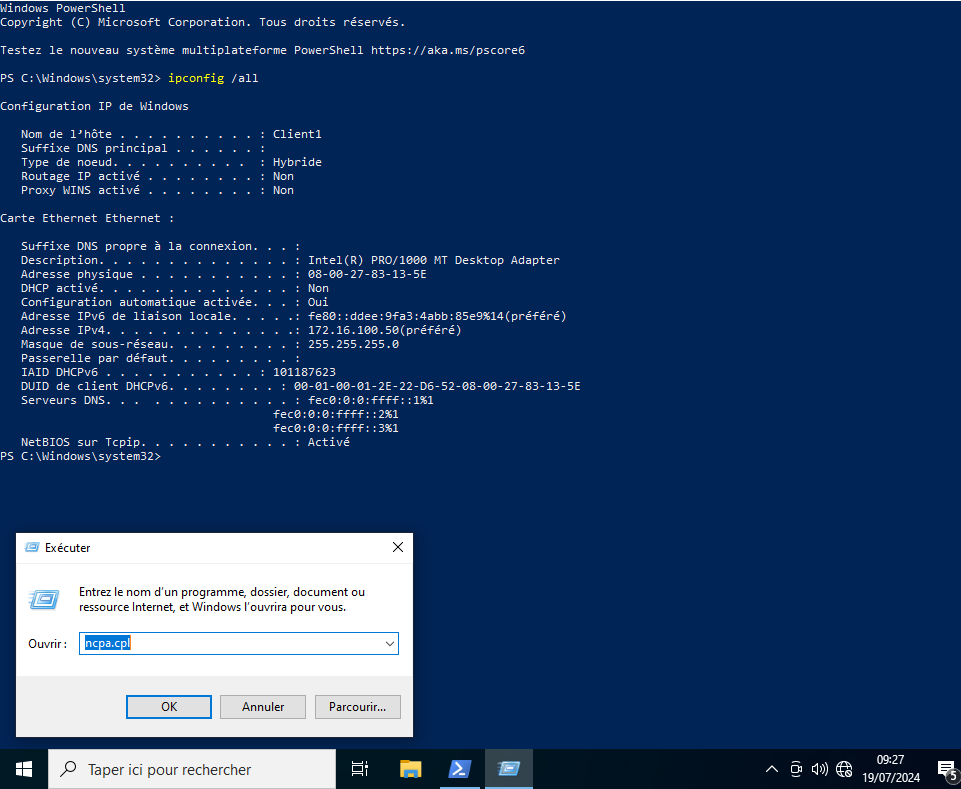 Windows PowerShell
Copyright (C) Microsoft Corporation. Tous droits réservés.
Testez le nouveau système multiplateforme PowerShell https://aka.ms/pscore6
PS C:\Windows\system32> ipconfig /all
Configuration IP de Windows
Nom de l’hôte . . . . . . . . . . : Client1
Suffixe DNS principal . . . . . . :
Type de noeud. . . . . . . . . .  : Hybride
Routage IP activé . . . . . . . . : Non
Proxy WINS activé . . . . . . . . : Non
Carte Ethernet Ethernet :
Suffixe DNS propre à la connexion. . . :
Description. . . . . . . . . . . . . . : Intel(R) PRO/1000 MT Desktop Adapter
Adresse physique . . . . . . . . . . . : 08-00-27-83-13-5E
DHCP activé. . . . . . . . . . . . . . : Non
Configuration automatique activée. . . : Oui
Adresse IPv6 de liaison locale. . . . .: fe80::ddee:9fa3:4abb:85e9%14(préféré)
Adresse IPv4. . . . . . . . . . . . . .: 172.16.100.50(préféré)
Masque de sous-réseau. . . . . . . . . : 255.255.255.0
Passerelle par défaut. . . . . . . . . :
IAID DHCPv6 . . . . . . . . . . . : 101187623
DUID de client DHCPv6. . . . . . . . : 00-01-00-01-2E-22-D6-52-08-00-27-83-13-5E
Serveurs DNS. . .  . . . . . . . . . . : fec0:0:0:ffff::1%1
fec0:0:0:ffff::2%1
fec0:0:0:ffff::3%1
NetBIOS sur Tcpip. . . . . . . . . . . : Activé
PS C:\Windows\system32>
Exécuter
Entrez le nom d’un programme, dossier, document ou
ressource Internet, et Windows l’ouvrira pour vous.
Ouvrir : ncpa.cpl
OK Annuler Parcourir...
Taper ici pour rechercher
09:27
19/07/2024
5